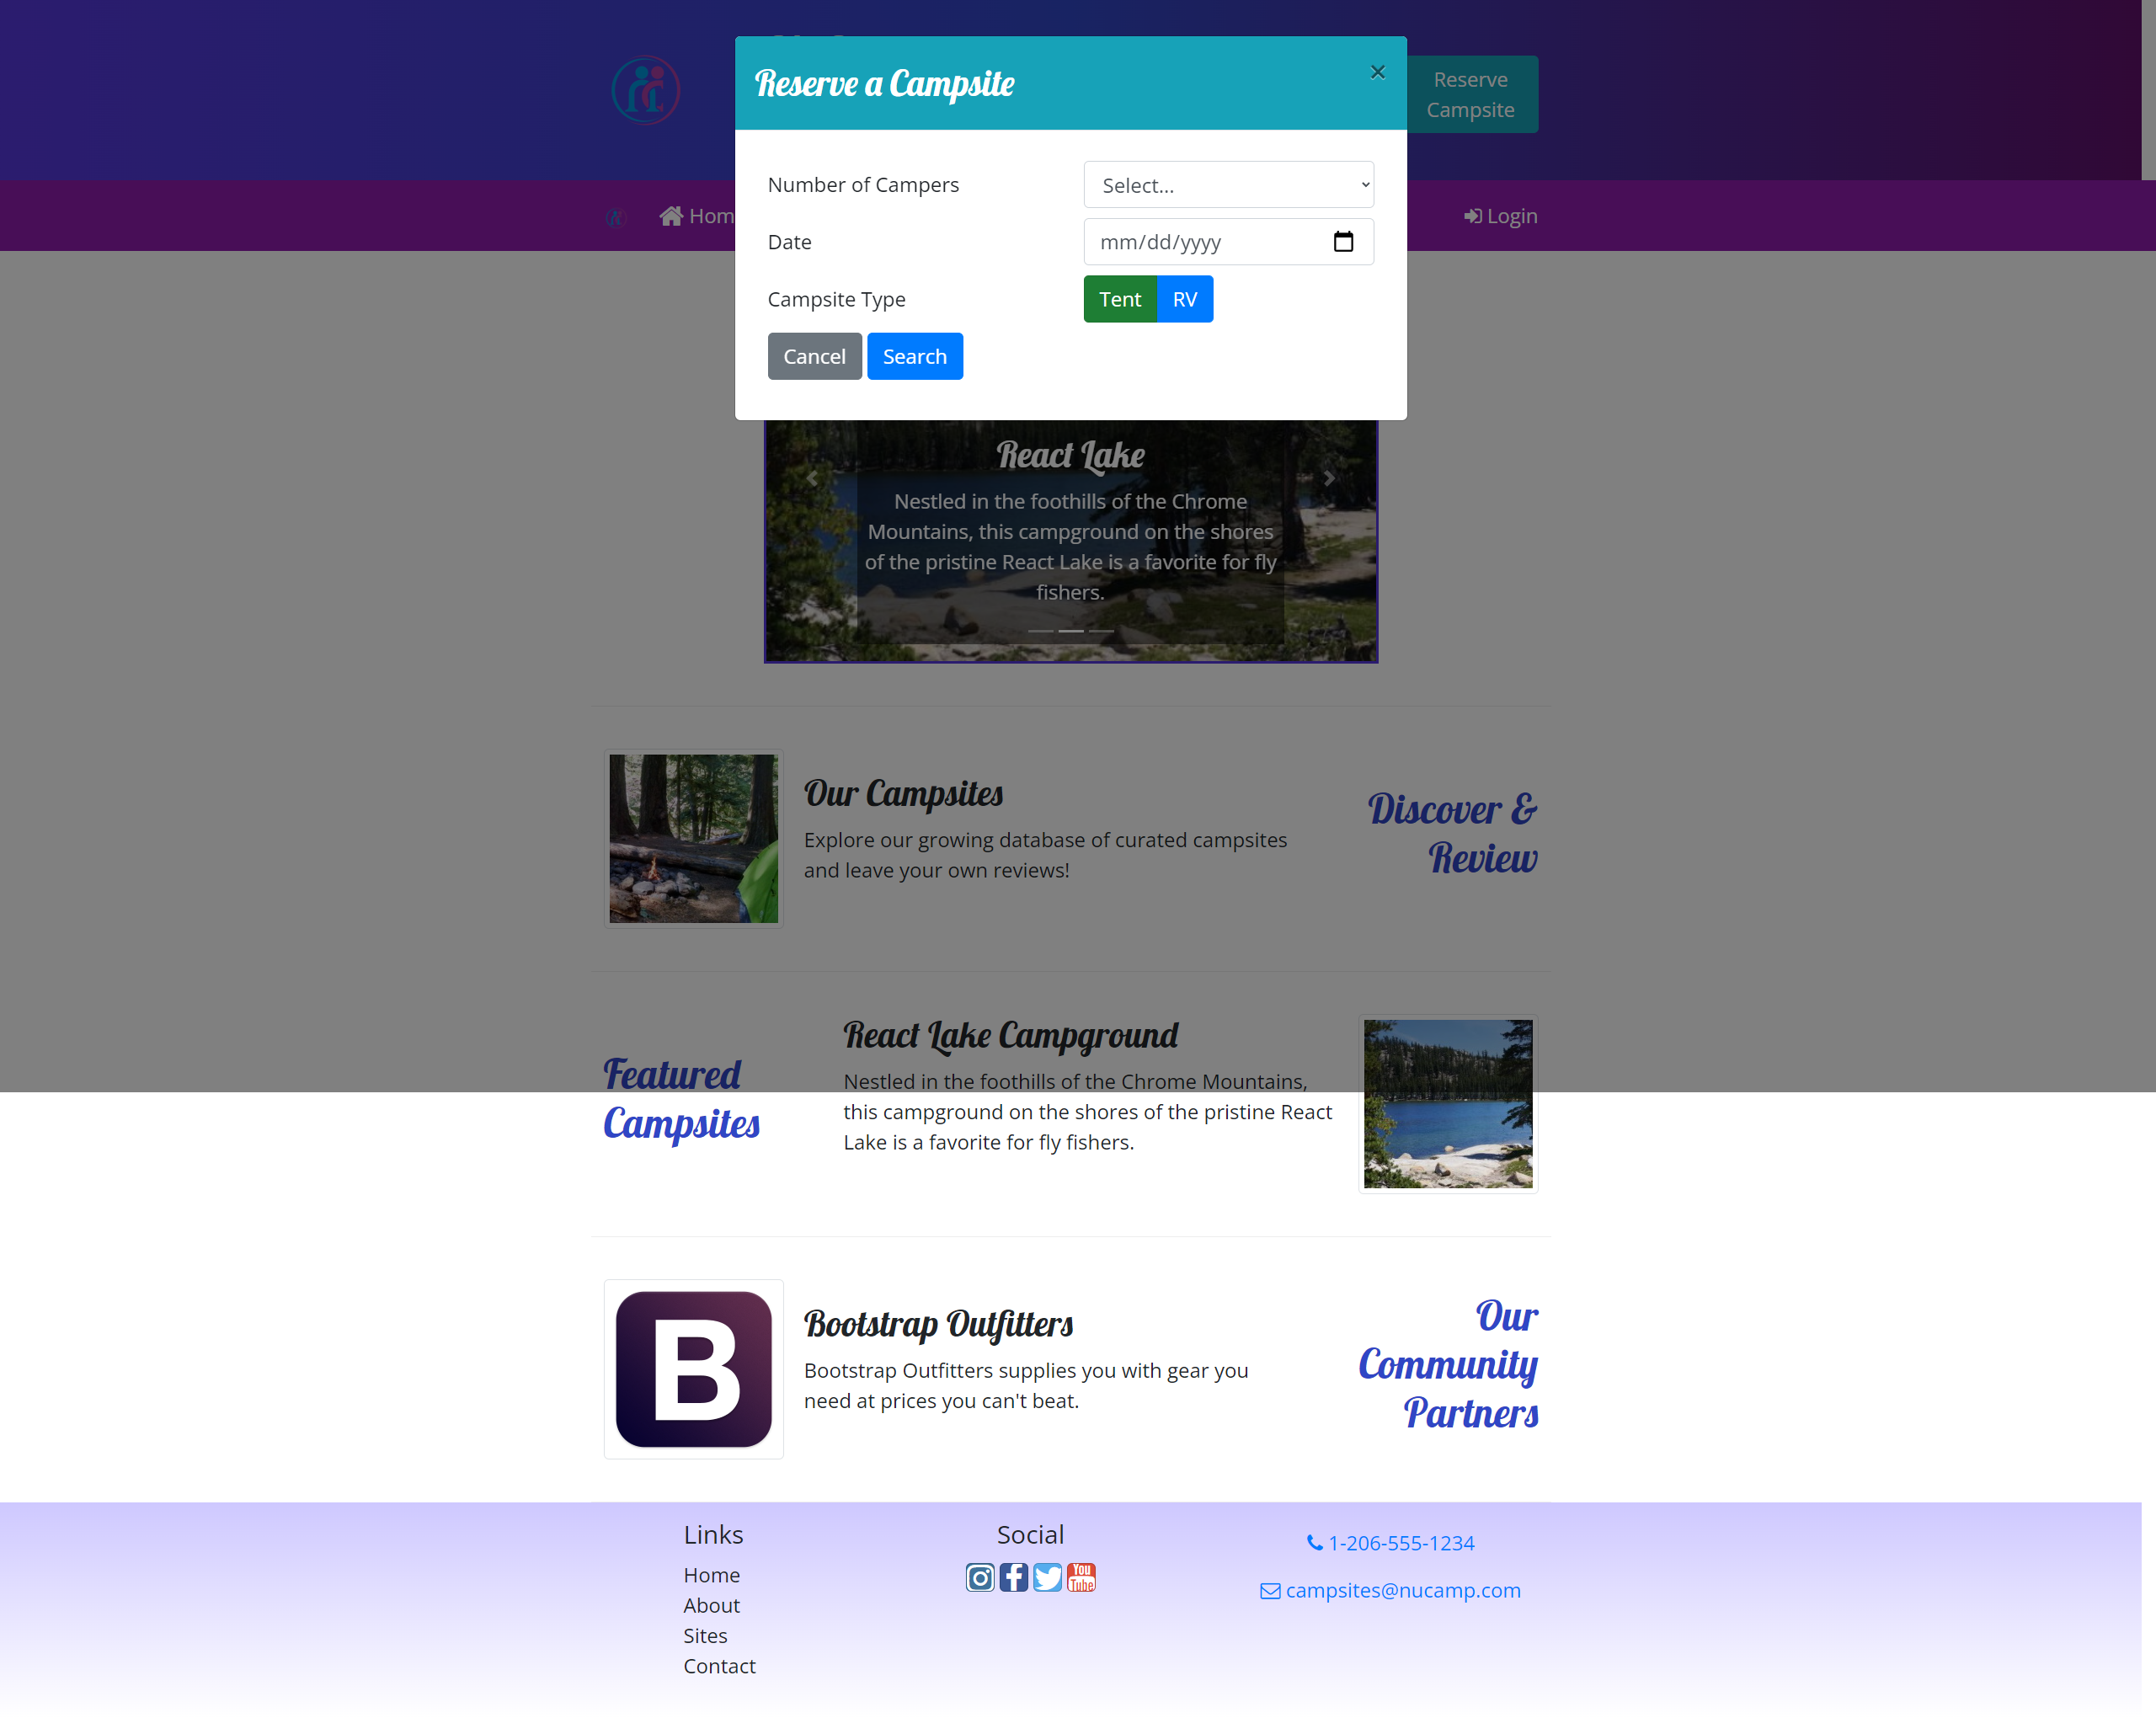 Reserve a Campsite
×
Reserve
Campsite
Hom
Login
Number of Campers
Select...
Date
mm/dd/yyyy
Campsite Type
Tent
RV
Cancel
Search
React Lake
Nestled in the foothills of the Chrome
Mountains, this campground on the shores
of the pristine React Lake is a favorite for fly
fishers.
Our Campsites
Explore our growing database of curated campsites
and leave your own reviews!
Discover &
Review
Featured
Campsites
React Lake Campground
Nestled in the foothills of the Chrome Mountains,
this campground on the shores of the pristine React
Lake is a favorite for fly fishers.
B
Bootstrap Outfitters
Bootstrap Outfitters supplies you with gear you
need at prices you can't beat.
Our
Community
Partners
Links
Home
About
Sites
Contact
Social
You
Tube
1-206-555-1234
campsites@nucamp.com